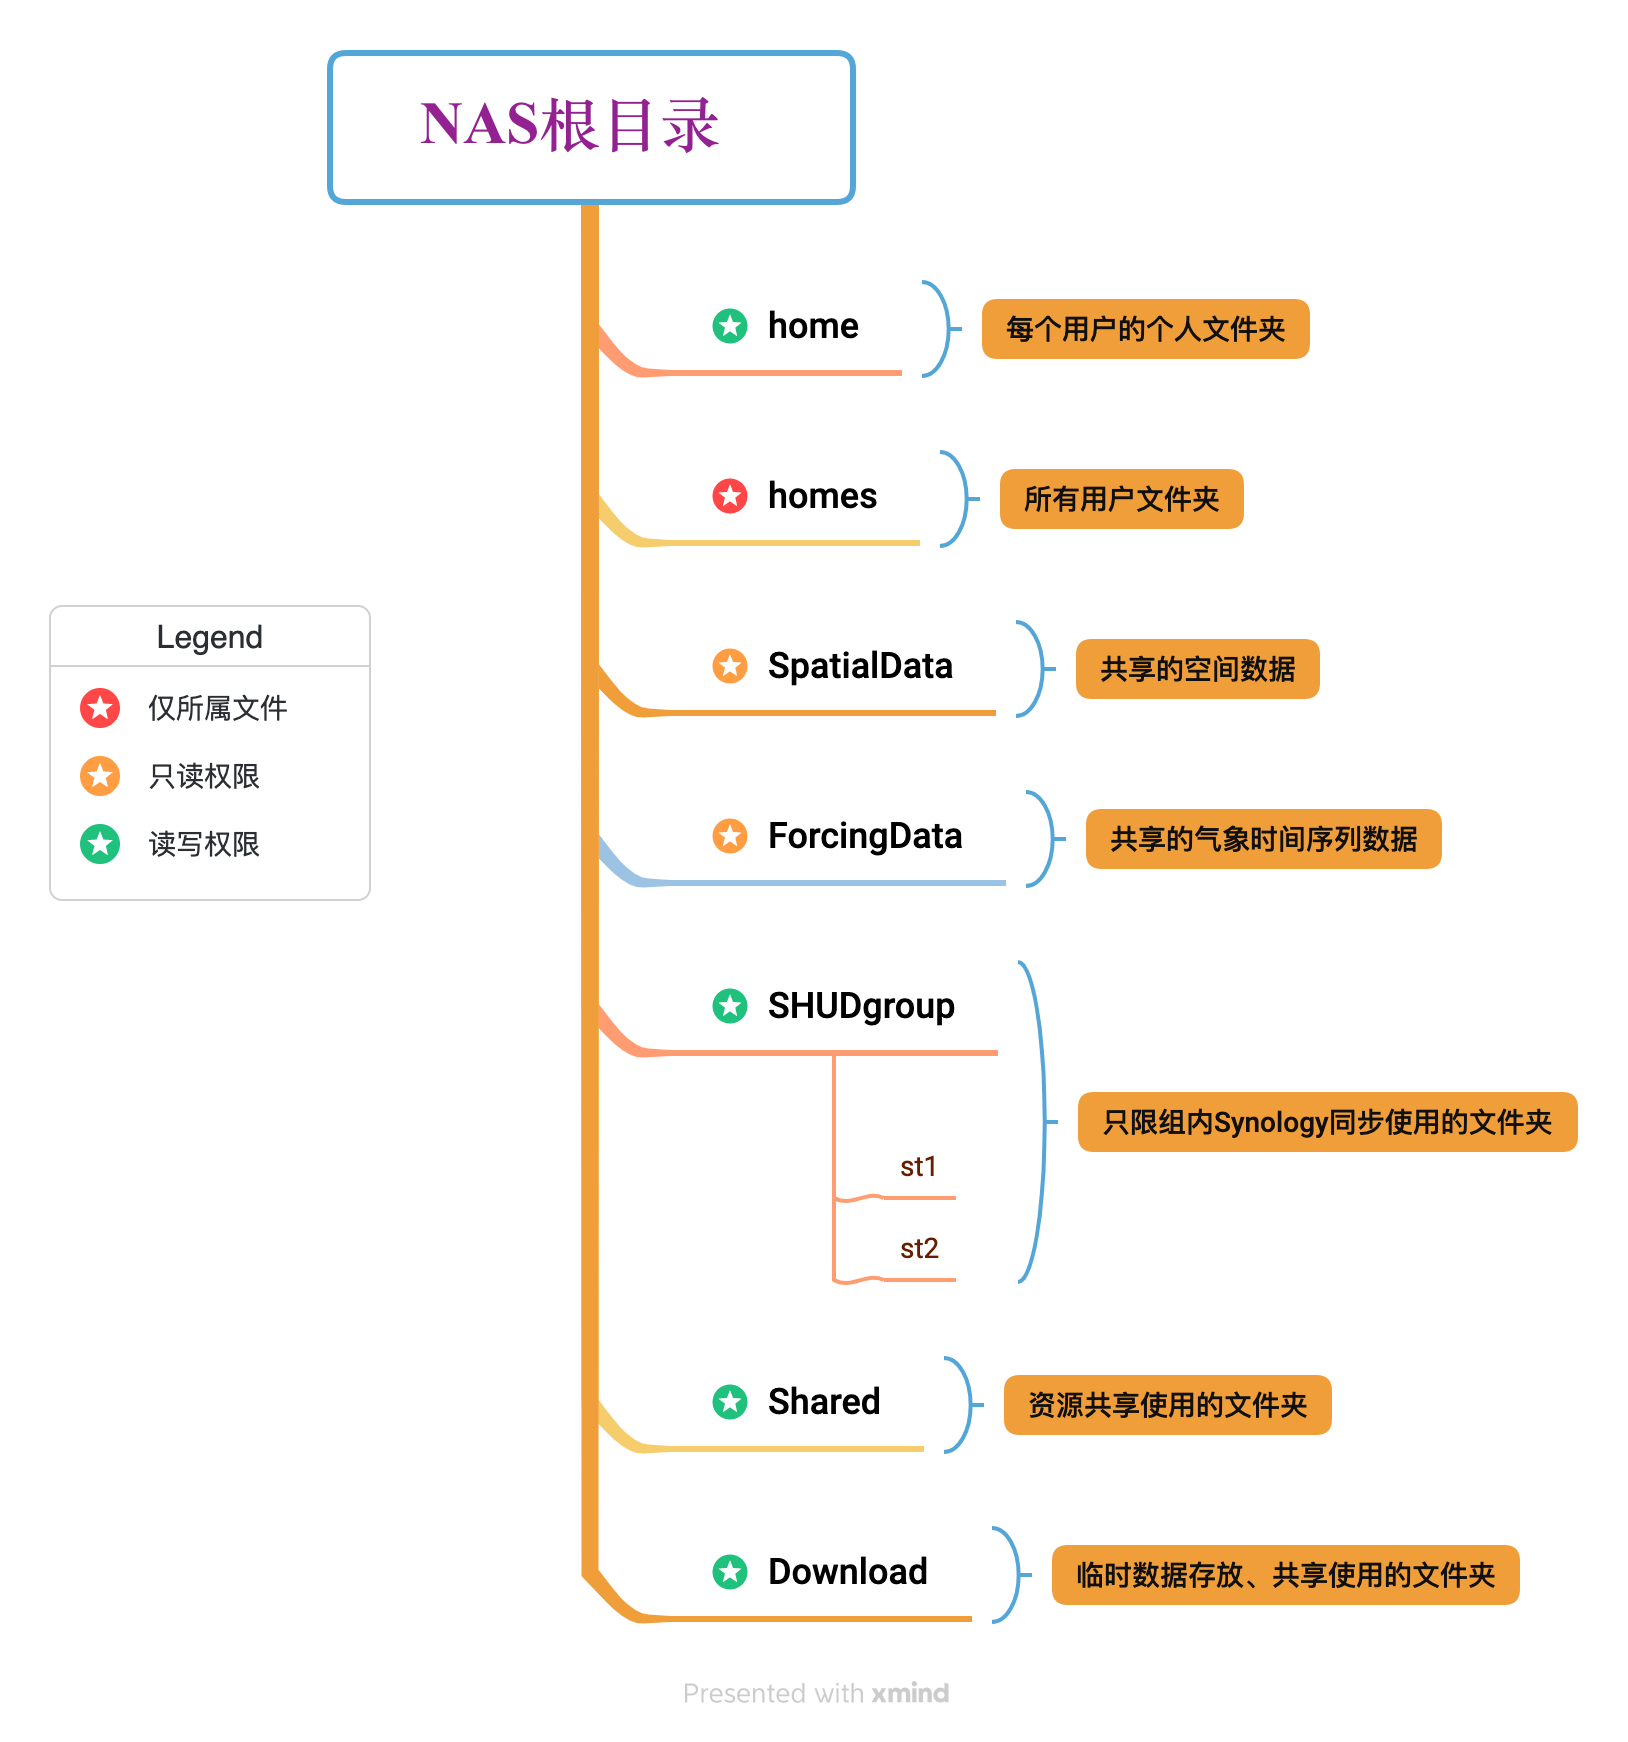 NAS根目录
home
每个用户的个人文件夹
homes
所有用户文件夹
SpatialData
共享的空间数据
Legend
仅所属文件
只读权限
读写权限
ForcingData
共享的气象时间序列数据
SHUDgroup
只限组内Synology同步使用的文件夹
st1
st2
Shared
资源共享使用的文件夹
Download
临时数据存放、共享使用的文件夹
Presented with xmind